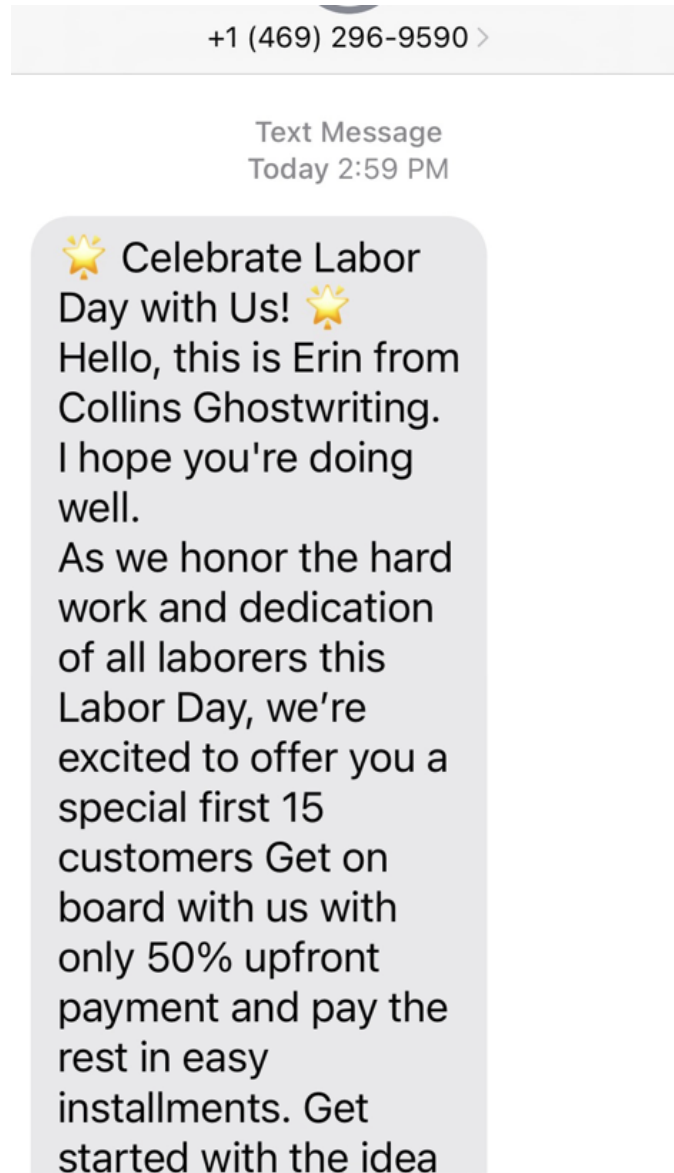 +1 (469) 296-9590 >
Text Message
Today 2:59 PM
🌟 Celebrate Labor
Day with Us! 🌟
Hello, this is Erin from
Collins Ghostwriting.
I hope you're doing
well.
As we honor the hard
work and dedication
of all laborers this
Labor Day, we’re
excited to offer you a
special first 15
customers Get on
board with us with
only 50% upfront
payment and pay the
rest in easy
installments. Get
started with the idea